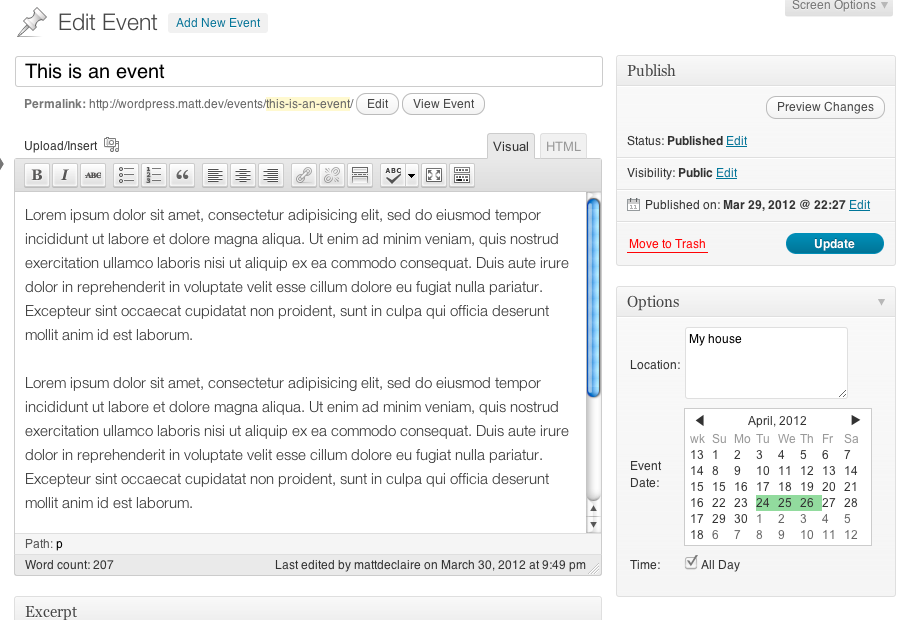 Screen Options
Edit Event
Add New Event
This is an event
Permalink: http://wordpress.matt.dev/events/this-is-an-event/ Edit View Event
Upload/Insert
Visual HTML
B I ABC ABC
Lorem ipsum dolor sit amet, consectetur adipisicing elit, sed do eiusmod tempor
incididunt ut labore et dolore magna aliqua. Ut enim ad minim veniam, quis nostrud
exercitation ullamco laboris nisi ut aliquip ex ea commodo consequat. Duis aute irure
dolor in reprehenderit in voluptate velit esse cillum dolore eu fugiat nulla pariatur.
Excepteur sint occaecat cupidatat non proident, sunt in culpa qui officia deserunt
mollit anim id est laborum.
Lorem ipsum dolor sit amet, consectetur adipisicing elit, sed do eiusmod tempor
incididunt ut labore et dolore magna aliqua. Ut enim ad minim veniam, quis nostrud
exercitation ullamco laboris nisi ut aliquip ex ea commodo consequat. Duis aute irure
dolor in reprehenderit in voluptate velit esse cillum dolore eu fugiat nulla pariatur.
Excepteur sint occaecat cupidatat non proident, sunt in culpa qui officia deserunt
mollit anim id est laborum.
Path: p
Word count: 207 Last edited by mattdeclaire on March 30, 2012 at 9:49 pm
Excerpt
Publish
Preview Changes
Status: Published Edit
Visibility: Public Edit
Published on: Mar 29, 2012 @ 22:27 Edit
Move to Trash Update
Options
Location: My house
Event Date:
April, 2012
wk Su Mo Tu We Th Fr Sa
13 1 2 3 4 5 6 7
14 8 9 10 11 12 13 14
15 15 16 17 18 19 20 21
16 22 23 24 25 26 27 28
17 29 30 1 2 3 4 5
18 6 7 8 9 10 11 12
Time: All Day